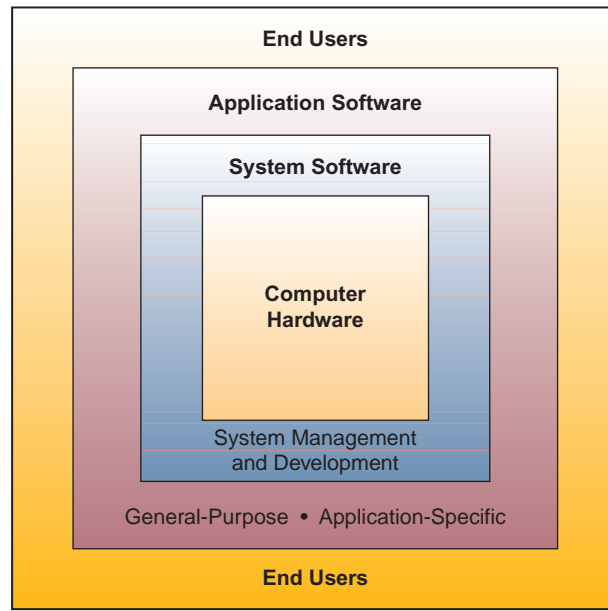 End Users
Application Software
System Software
Computer
Hardware
System Management
and Development
General-Purpose • Application-Specific
End Users